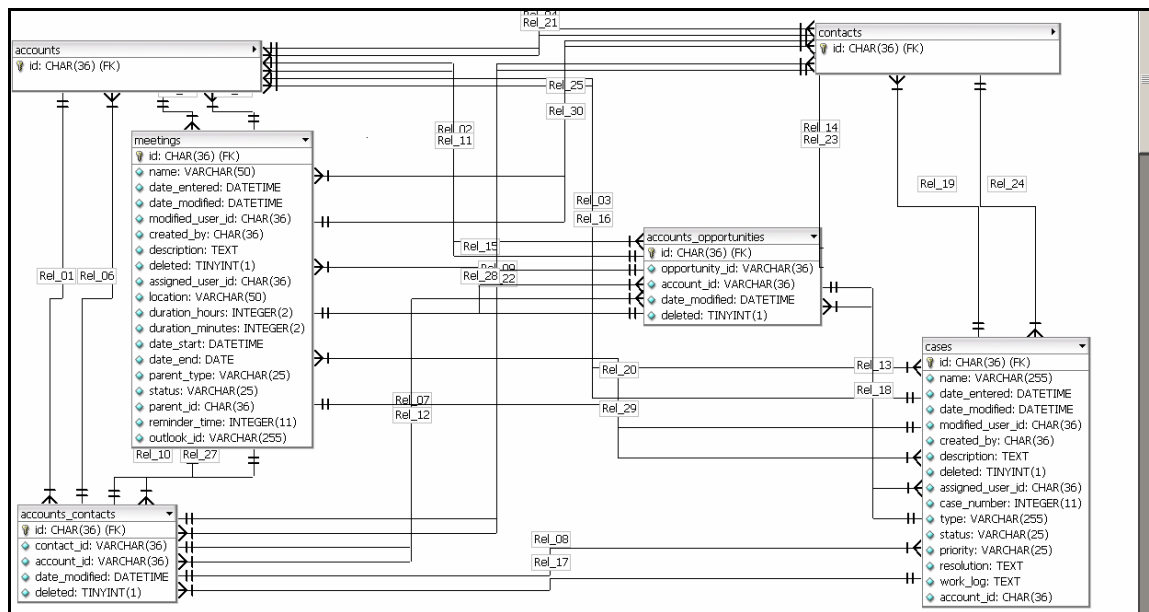 Rel_21
accounts
id: CHAR(36) (FK)
contacts
id: CHAR(36) (FK)
Rel_25
Rel_30
Rel_02
Rel_11
Rel_14
Rel_23
meetings
id: CHAR(36) (FK)
name: VARCHAR(50)
date_entered: DATETIME
date_modified: DATETIME
modified_user_id: CHAR(36)
created_by: CHAR(36)
description: TEXT
deleted: TINYINT(1)
assigned_user_id: CHAR(36)
location: VARCHAR(50)
duration_hours: INTEGER(2)
duration_minutes: INTEGER(2)
date_start: DATETIME
date_end: DATE
parent_type: VARCHAR(25)
status: VARCHAR(25)
parent_id: CHAR(36)
reminder_time: INTEGER(11)
outlook_id: VARCHAR(255)
Rel_19
Rel_24
Rel_03
Rel_16
Rel_15
Rel_28
Rel_01
Rel_06
accounts_opportunities
id: CHAR(36) (FK)
opportunity_id: VARCHAR(36)
account_id: VARCHAR(36)
date_modified: DATETIME
deleted: TINYINT(1)
Rel_20
Rel_13
Rel_18
Rel_07
Rel_12
Rel_29
cases
id: CHAR(36) (FK)
name: VARCHAR(255)
date_entered: DATETIME
date_modified: DATETIME
modified_user_id: CHAR(36)
created_by: CHAR(36)
description: TEXT
deleted: TINYINT(1)
assigned_user_id: CHAR(36)
case_number: INTEGER(11)
type: VARCHAR(255)
status: VARCHAR(25)
priority: VARCHAR(25)
resolution: TEXT
work_log: TEXT
account_id: CHAR(36)
Rel_10
Rel_27
accounts_contacts
id: CHAR(36) (FK)
contact_id: VARCHAR(36)
account_id: VARCHAR(36)
date_modified: DATETIME
deleted: TINYINT(1)
Rel_08
Rel_17